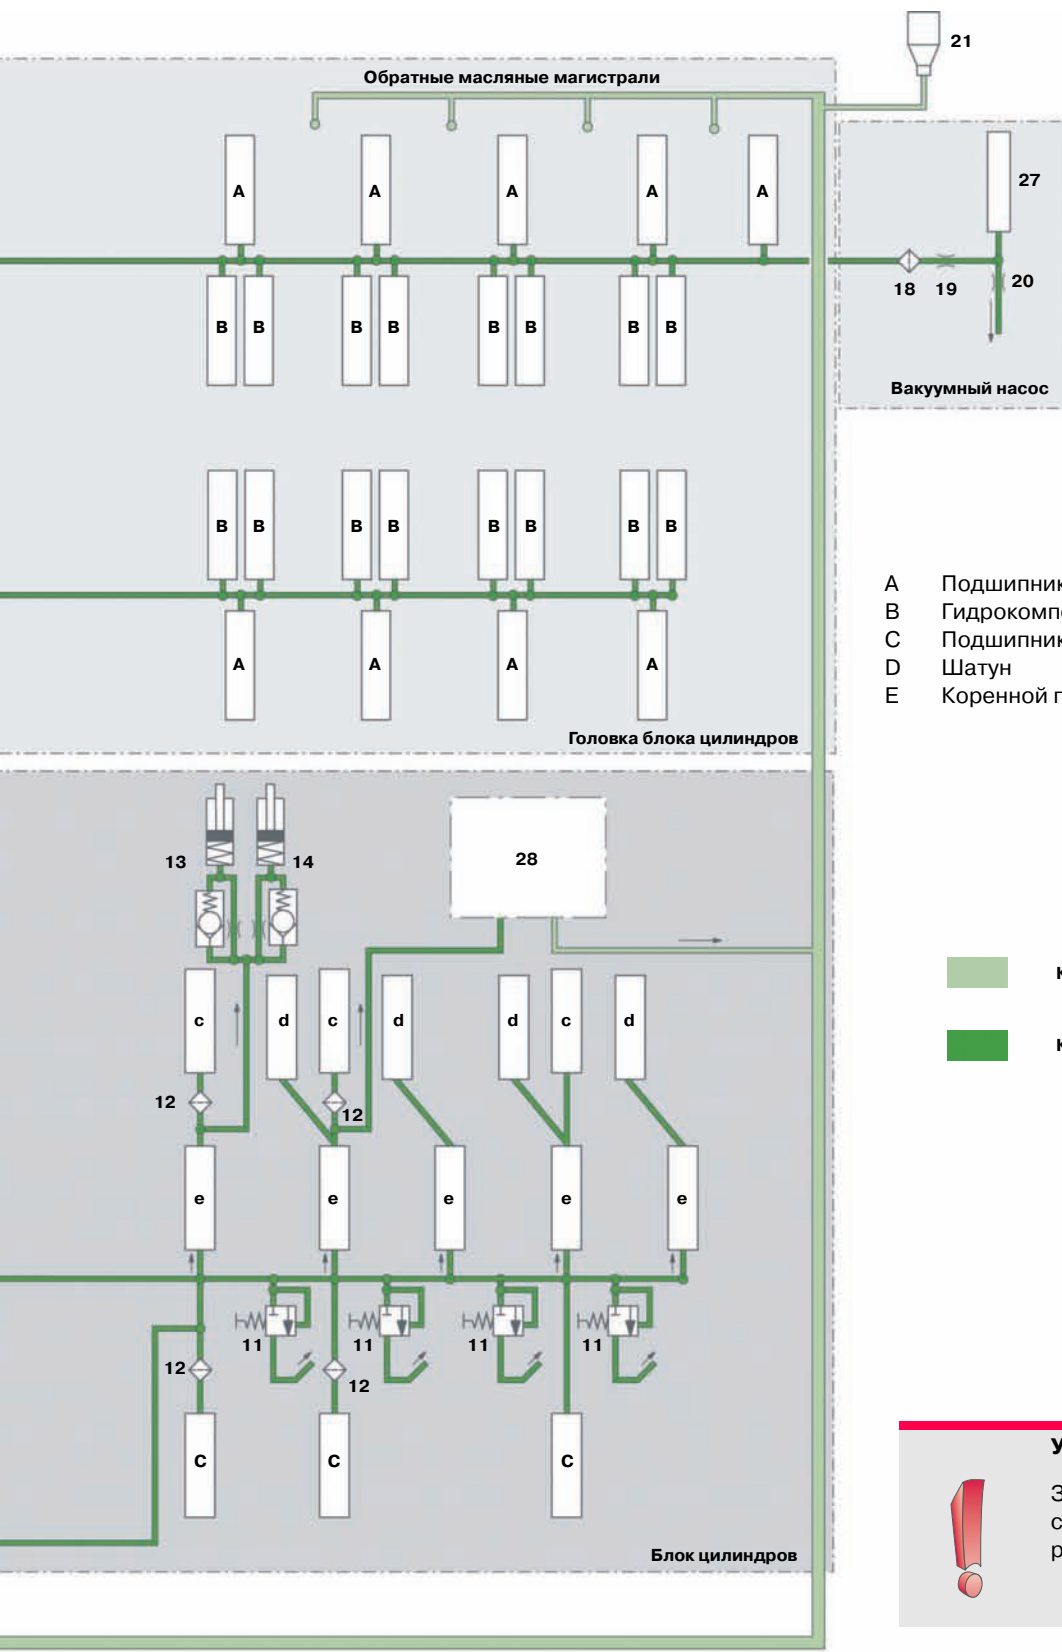 21
Обратные масляные магистрали
A A A A A
27
18 19 20
B B B B B B B B
Вакуумный насос
B B B B B B B B
A Подшипник
B
C Подшипник
D Шатун
E Коренной
A A A A
Головка блока цилиндров
13 14
28
c d c d d c d
12 12
e e e e e
11 11 11 11
12 12
C C C
Блок цилиндров